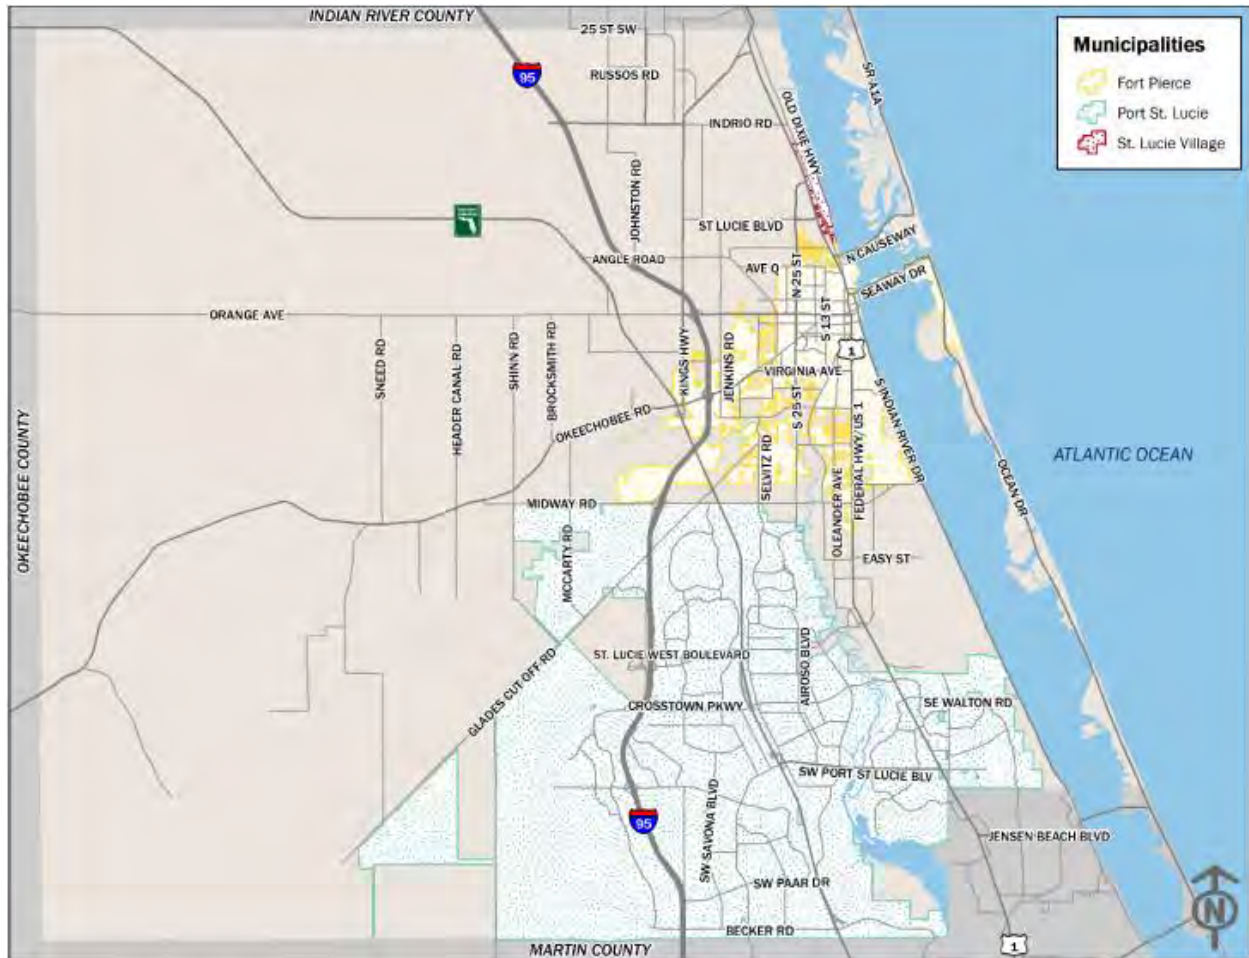 INDIAN RIVER COUNTY
25 ST SW
RUSSOS RD
95
INDRIO RD
OLD DIXIE HWY
SR A1A
Municipalities
Fort Pierce
Port St. Lucie
St. Lucie Village
JOHNSTON RD
ST LUCIE BLVD
N CAUSEWAY
ANGLE ROAD
AVE Q
N 25 ST
SEAWAY DR
ORANGE AVE
S 13 ST
SNEED RD
HEADER CANAL RD
SHINN RD
BROCKSMITH RD
KINGS HWY
JENKINS RD
1
VIRGINIA AVE
OKEECHOBEE RD
S 25 ST
S INDIAN RIVER DR
FEDERAL HWY/US 1
OKEECHOBEE COUNTY
ATLANTIC OCEAN
SELVITZ RD
OLEANDER AVE
OCEAN DR
MIDWAY RD
MCCARTY RD
EASY ST
ST. LUCIE WEST BOULEVARD
AIROSO BLVD
GLADES CUT OFF RD
CROSSTOWN PKWY
SE WALTON RD
SW PORT ST LUCIE BLV
95
SW SAVONA BLVD
JENSEN BEACH BLVD
SW PAAR DR
BECKER RD
N
MARTIN COUNTY
1